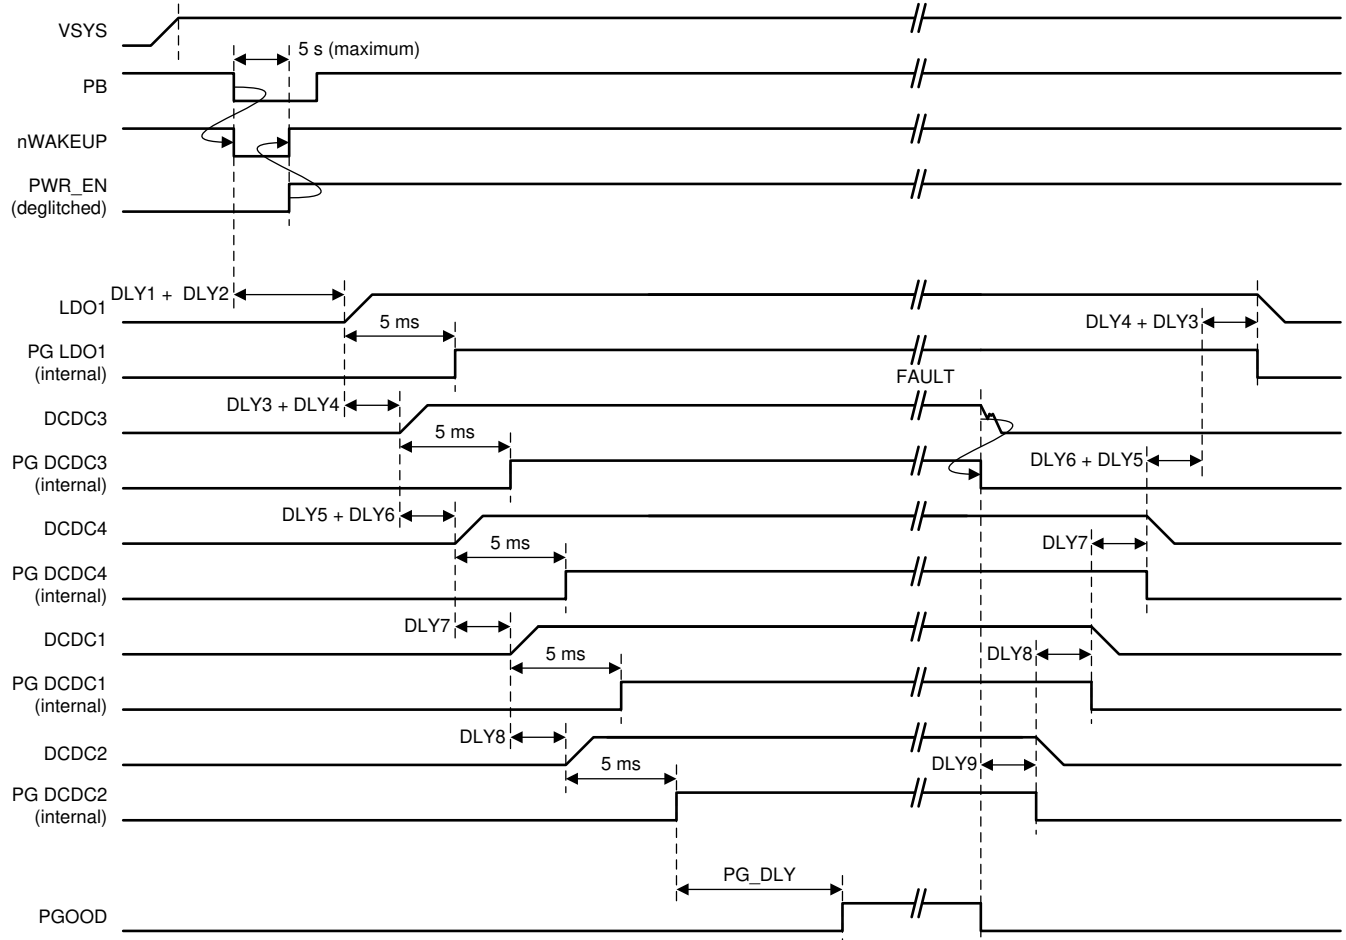 VSYS
5 s (maximum)
PB
nWAKEUP
PWR_EN
(deglitched)
DLY1 + DLY2
LDO1
5 ms
DLY4 + DLY3
PG LDO1
(internal)
FAULT
DLY3 + DLY4
DCDC3
5 ms
PG DCDC3
(internal)
DLY6 + DLY5
DLY5 + DLY6
DCDC4
5 ms
DLY7
PG DCDC4
(internal)
DLY7
DCDC1
5 ms
DLY8
PG DCDC1
(internal)
DLY8
DCDC2
5 ms
DLY9
PG DCDC2
(internal)
PG_DLY
PGOOD